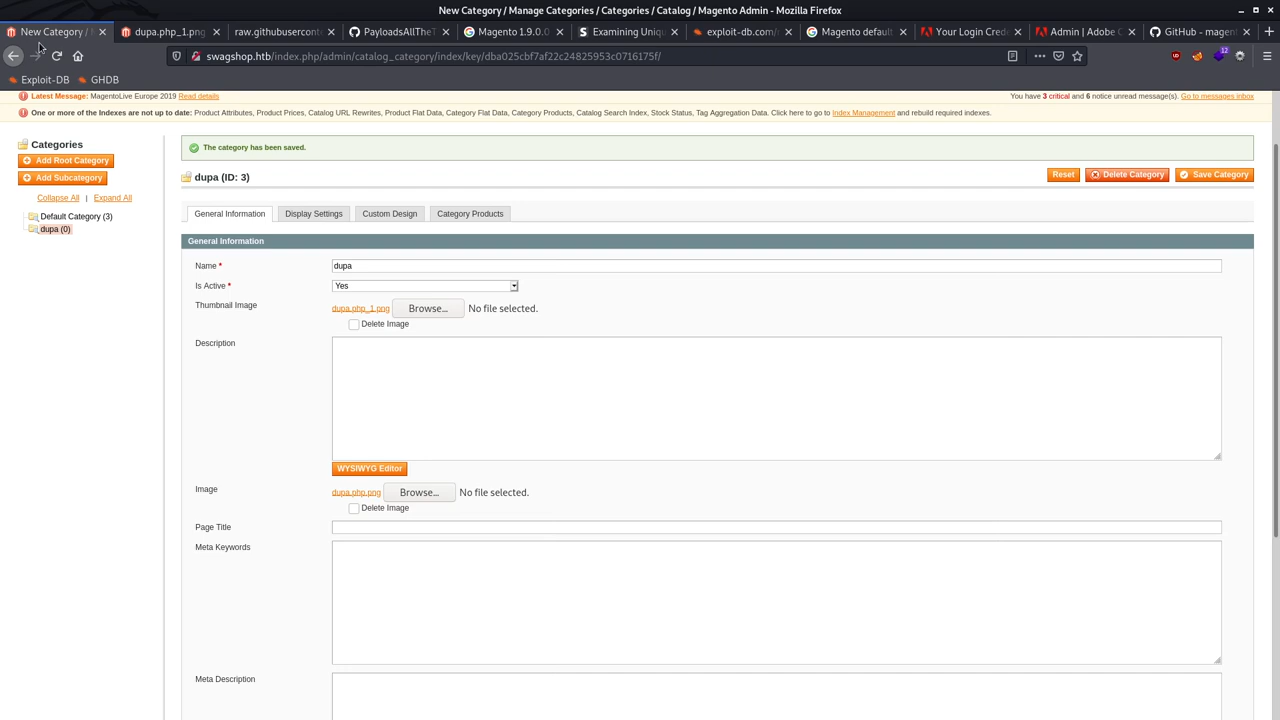 New Category / Manage Categories / Categories / Catalog / Magento Admin - Mozilla Firefox
New Category /
dupa.php_1.png
raw.githubusercont
PayloadsAllTheT
Magento 1.9.0.0
Examining Unique
exploit-db.com/s
Magento default
Your Login Crede
Admin | Adobe C
GitHub - magent
swagshop.htb/index.php/admin/catalog_category/index/key/dba025cbf7af22c24825953c0716175f/
12
Exploit-DB
GHDB
Latest Message: MagentoLive Europe 2019 Read details
You have 3 critical and 6 notice unread message(s). Go to messages inbox
One or more of the Indexes are not up to date: Product Attributes, Product Prices, Catalog URL Rewrites, Product Flat Data, Category Flat Data, Category Products, Catalog Search Index, Stock Status, Tag Aggregation Data. Click here to go to Index Management and rebuild required indexes.
Categories
Add Root Category
Add Subcategory
Collapse All | Expand All
Default Category (3)
dupa (0)
The category has been saved.
dupa (ID: 3)
Reset
Delete Category
Save Category
General Information
Display Settings
Custom Design
Category Products
General Information
Name *
dupa
Is Active *
Yes
Thumbnail Image
dupa.php_1.png
Browse...
No file selected.
Delete Image
Description
WYSIWYG Editor
Image
dupa.php.png
Browse...
No file selected.
Delete Image
Page Title
Meta Keywords
Meta Description